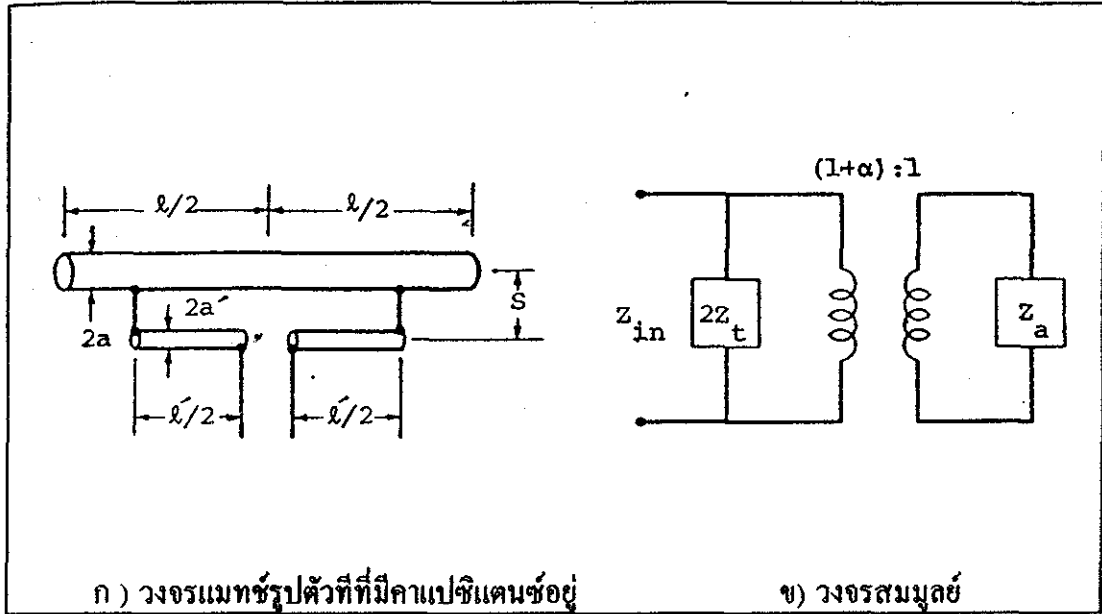 (1+α):1
ℓ/2
ℓ/2
2a
2a′
S
ℓ′/2
ℓ′/2
Z_in
2Z_t
Z_a
ก ) วงจรแมทช์รูปตัวทีที่มีคาแปซิแตนซ์อยู่
ข) วงจรสมมูลย์